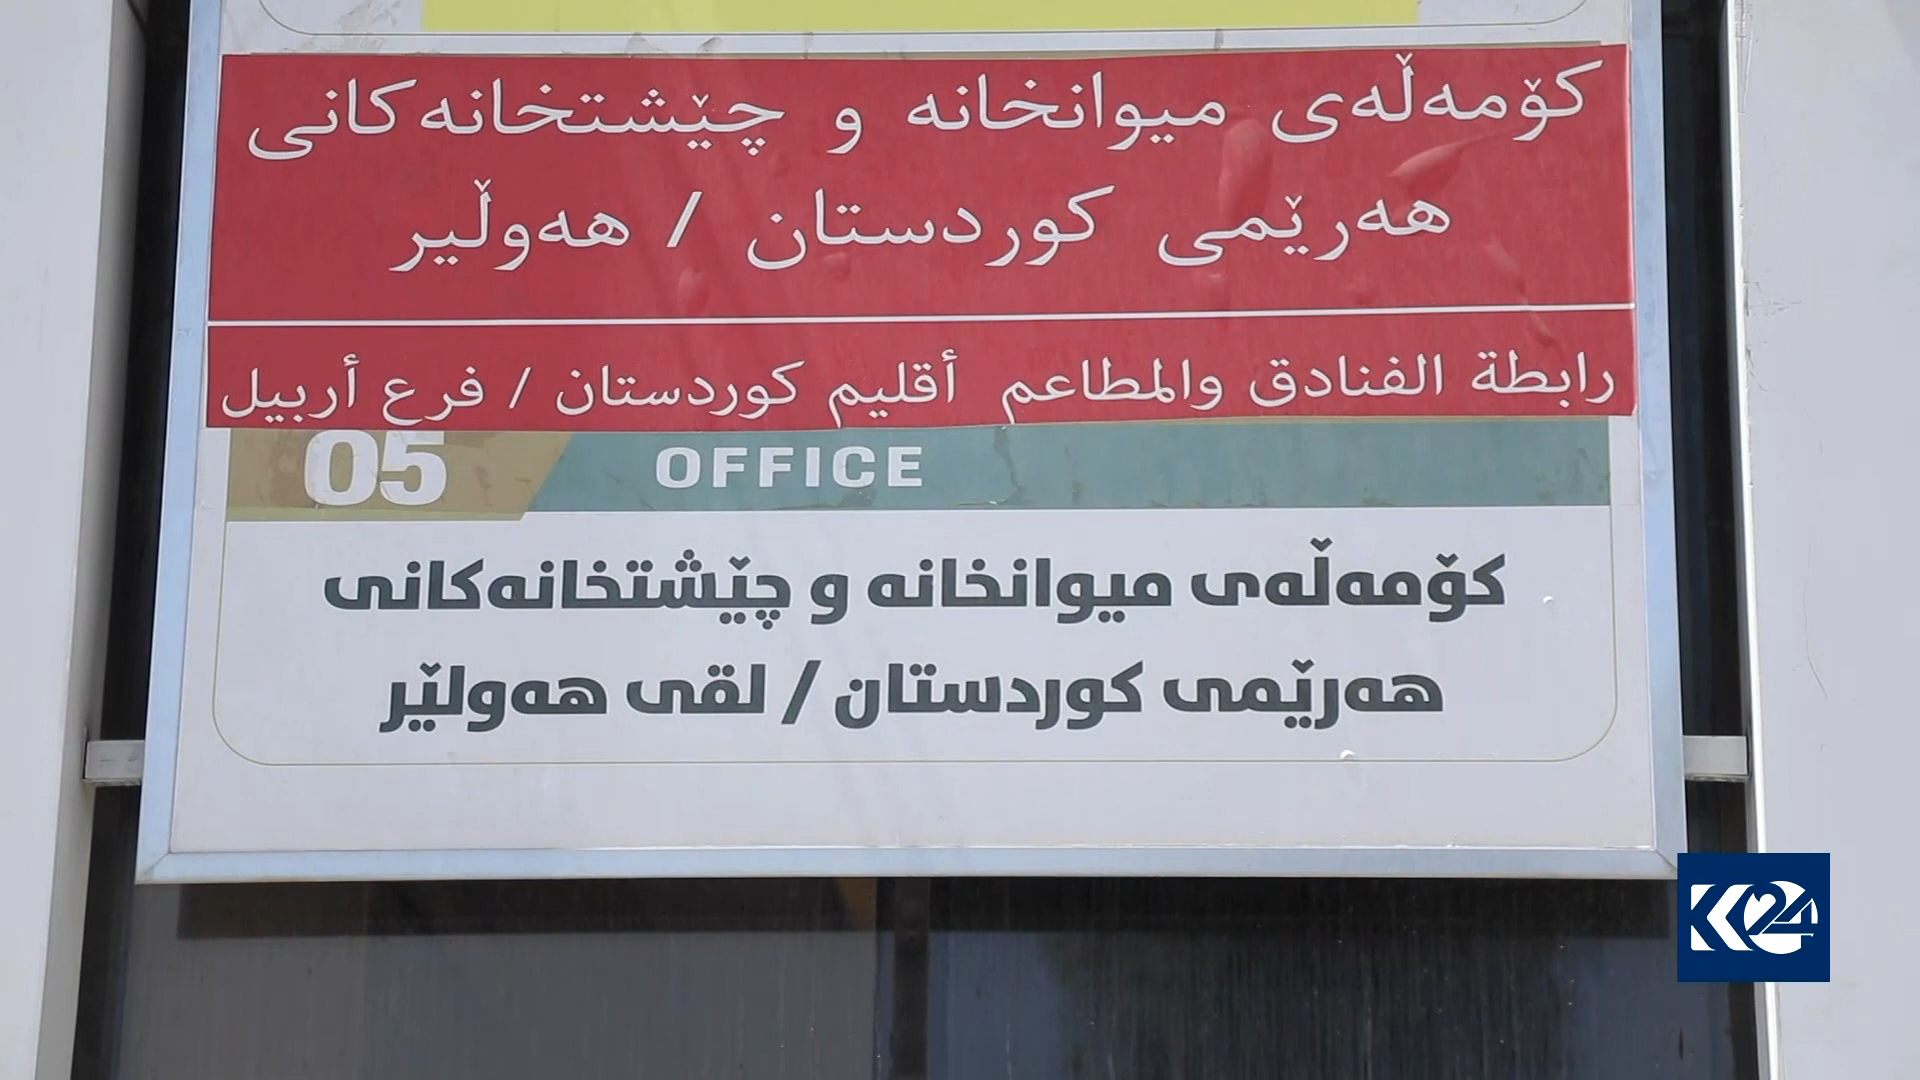 کۆمەڵەی میوانخانە و چێشتخانەکانی
هەرێمی کوردستان / هەوڵیر
رابطة الفنادق والمطاعم أقليم كوردستان / فرع أربيل
05 OFFICE
کۆمەڵەی میوانخانە و چێشتخانەکانی
هەرێمی کوردستان / لقی هەولێر
K24